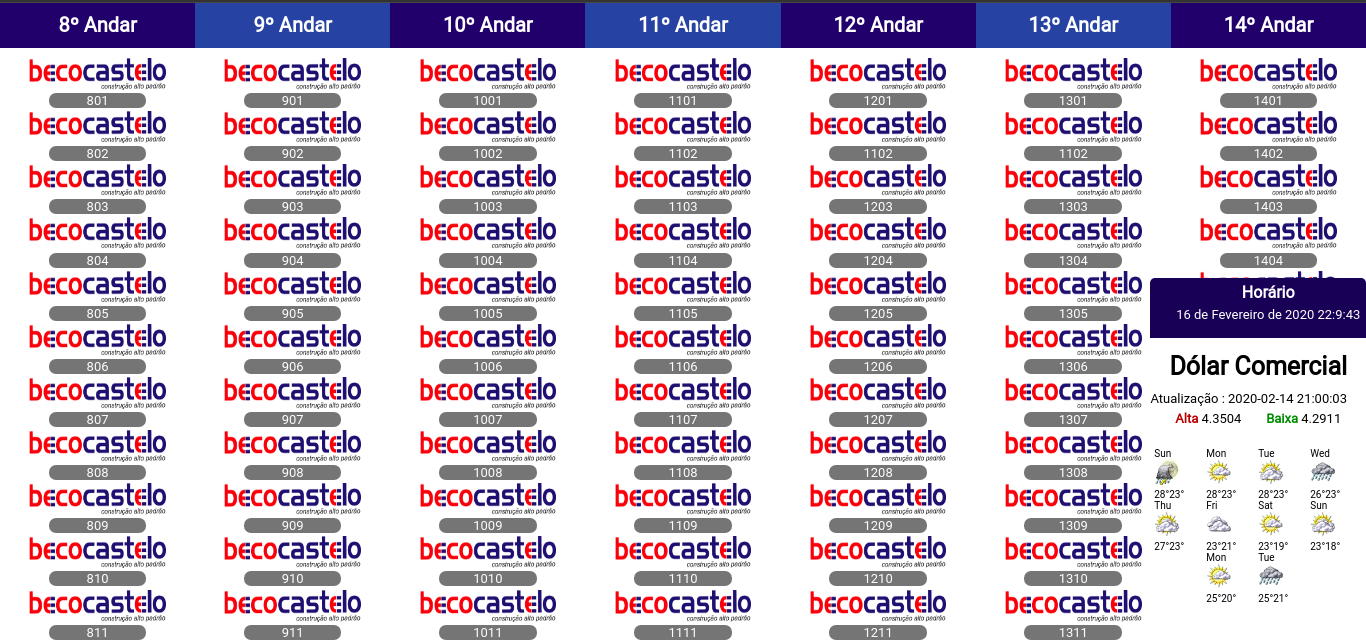 8º Andar 9º Andar 10º Andar 11º Andar 12º Andar 13º Andar 14º Andar
becocastelo becocastelo becocastelo becocastelo becocastelo becocastelo becocastelo
construção alto padrão construção alto padrão construção alto padrão construção alto padrão construção alto padrão construção alto padrão construção alto padrão
801 901 1001 1101 1201 1301 1401
becocastelo becocastelo becocastelo becocastelo becocastelo becocastelo becocastelo
construção alto padrão construção alto padrão construção alto padrão construção alto padrão construção alto padrão construção alto padrão construção alto padrão
802 902 1002 1102 1102 1102 1402
becocastelo becocastelo becocastelo becocastelo becocastelo becocastelo becocastelo
construção alto padrão construção alto padrão construção alto padrão construção alto padrão construção alto padrão construção alto padrão construção alto padrão
803 903 1003 1103 1203 1303 1403
becocastelo becocastelo becocastelo becocastelo becocastelo becocastelo becocastelo
construção alto padrão construção alto padrão construção alto padrão construção alto padrão construção alto padrão construção alto padrão construção alto padrão
804 904 1004 1104 1204 1304 1404
becocastelo becocastelo becocastelo becocastelo becocastelo becocastelo
construção alto padrão construção alto padrão construção alto padrão construção alto padrão construção alto padrão construção alto padrão
805 905 1005 1105 1205 1305
becocastelo becocastelo becocastelo becocastelo becocastelo becocastelo
construção alto padrão construção alto padrão construção alto padrão construção alto padrão construção alto padrão construção alto padrão
806 906 1006 1106 1206 1306
becocastelo becocastelo becocastelo becocastelo becocastelo becocastelo
construção alto padrão construção alto padrão construção alto padrão construção alto padrão construção alto padrão construção alto padrão
807 907 1007 1107 1207 1307
becocastelo becocastelo becocastelo becocastelo becocastelo becocastelo
construção alto padrão construção alto padrão construção alto padrão construção alto padrão construção alto padrão construção alto padrão
808 908 1008 1108 1208 1308
becocastelo becocastelo becocastelo becocastelo becocastelo becocastelo
construção alto padrão construção alto padrão construção alto padrão construção alto padrão construção alto padrão construção alto padrão
809 909 1009 1109 1209 1309
becocastelo becocastelo becocastelo becocastelo becocastelo becocastelo
construção alto padrão construção alto padrão construção alto padrão construção alto padrão construção alto padrão construção alto padrão
810 910 1010 1110 1210 1310
becocastelo becocastelo becocastelo becocastelo becocastelo becocastelo
construção alto padrão construção alto padrão construção alto padrão construção alto padrão construção alto padrão construção alto padrão
811 911 1011 1111 1211 1311
Horário
16 de Fevereiro de 2020 22:9:43
Dólar Comercial
Atualização : 2020-02-14 21:00:03
Alta 4.3504 Baixa 4.2911
Sun Mon Tue Wed
28°23° 28°23° 28°23° 26°23°
Thu Fri Sat Sun
27°23° 23°21° 23°19° 23°18°
Mon Tue
25°20° 25°21°